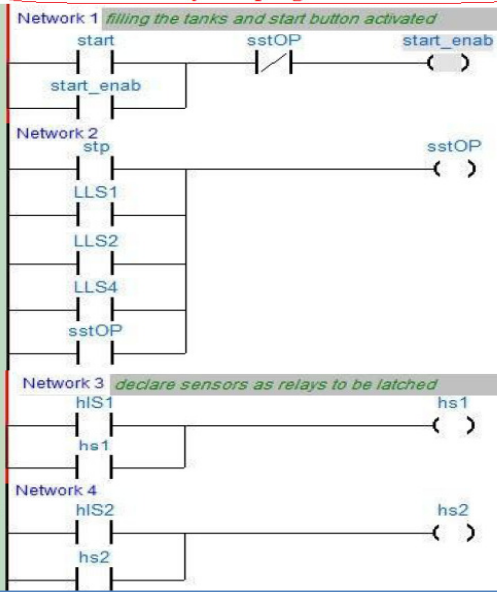 Network 1 filling the tanks and start button activated
start sstOP start_enab
start_enab
Network 2
stp sstOP
LLS1
LLS2
LLS4
sstOP
Network 3 declare sensors as relays to be latched
hlS1 hs1
hs1
Network 4
hlS2 hs2
hs2